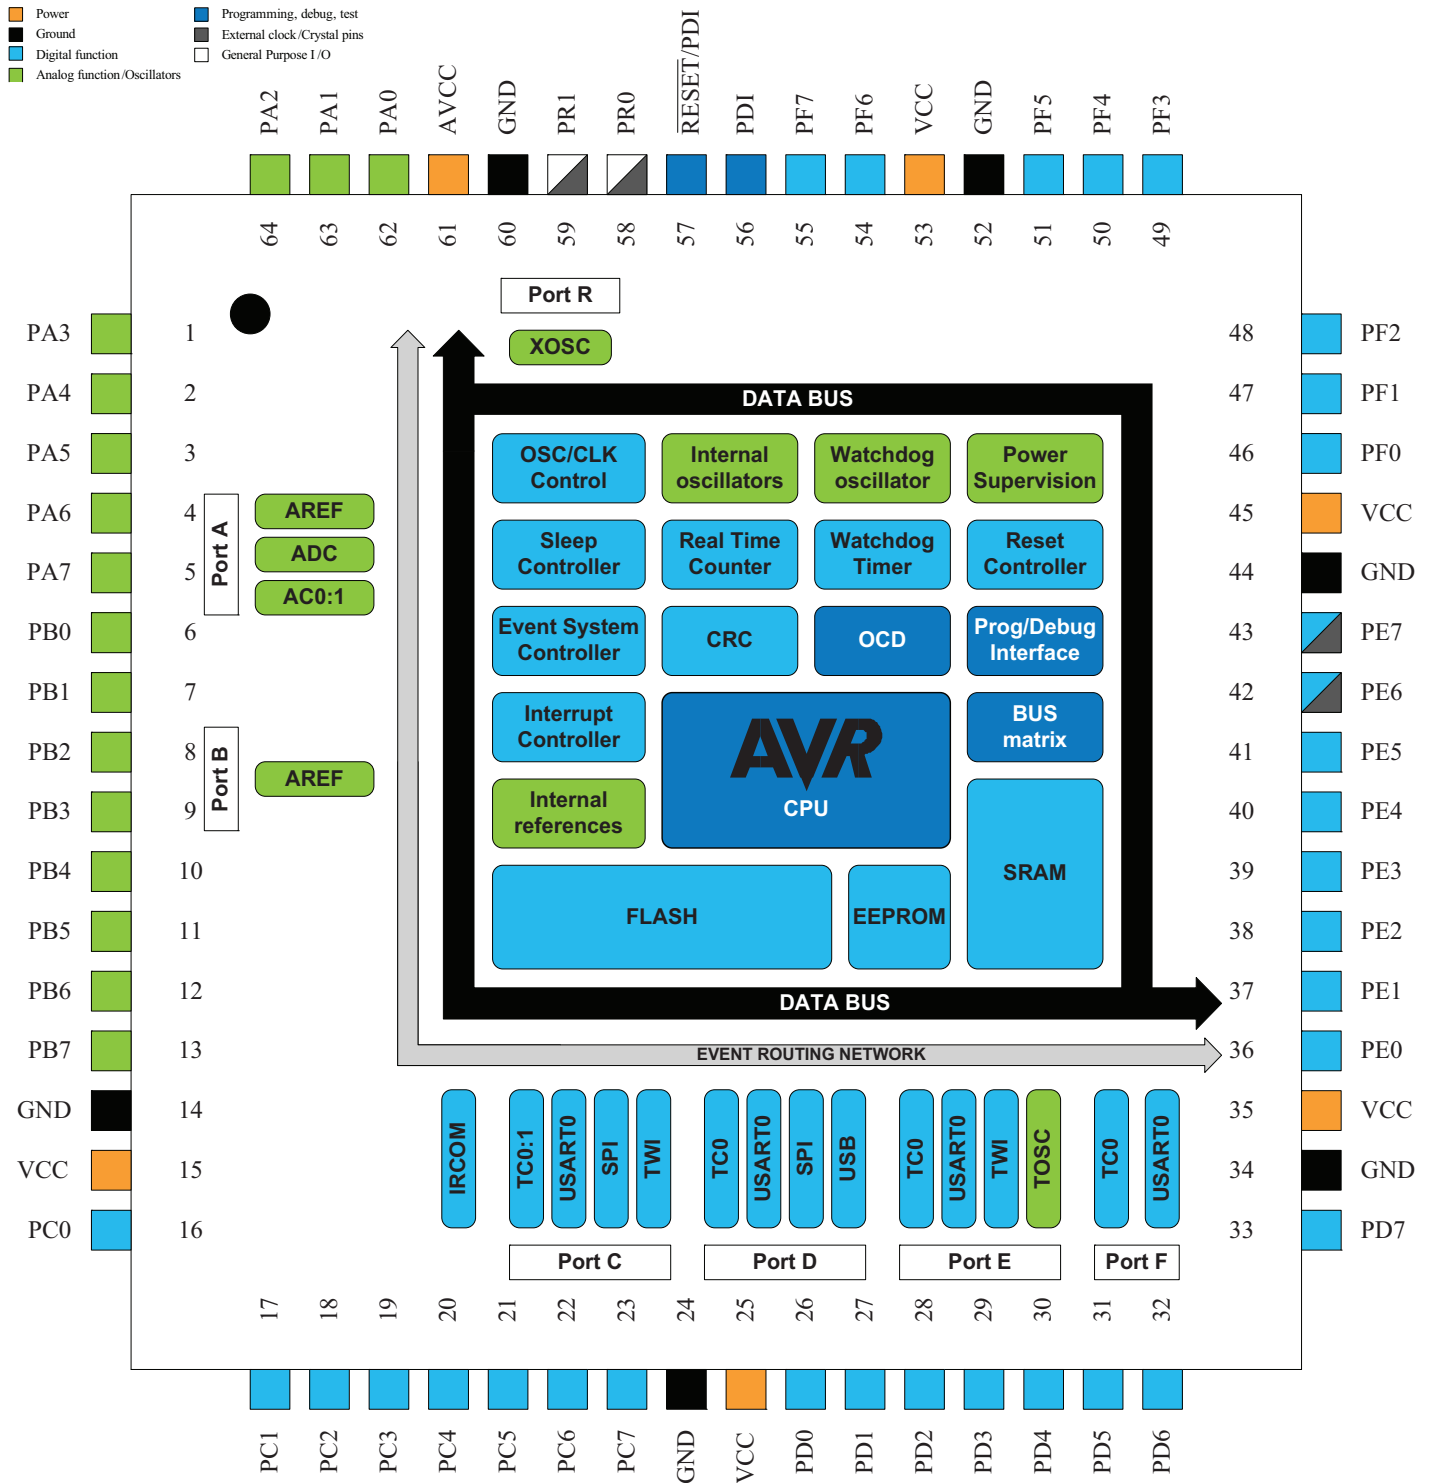 Power
Ground
Digital function
Analog function/Oscillators
Programming, debug, test
External clock/Crystal pins
General Purpose I/O
PA2 PA1 PA0 AVCC GND PR1 PR0 RESET/PDI PDI PF7 PF6 VCC GND PF5 PF4 PF3
64 63 62 61 60 59 58 57 56 55 54 53 52 51 50 49
Port R
XOSC
PA3 1
PA4 2
PA5 3
PA6 4
PA7 5
PB0 6
PB1 7
PB2 8
PB3 9
PB4 10
PB5 11
PB6 12
PB7 13
GND 14
VCC 15
PC0 16
Port A
AREF
ADC
AC0:1
Port B
AREF
DATA BUS
OSC/CLK
Control
Internal
oscillators
Watchdog
oscillator
Power
Supervision
Sleep
Controller
Real Time
Counter
Watchdog
Timer
Reset
Controller
Event System
Controller
CRC
OCD
Prog/Debug
Interface
Interrupt
Controller
AVR
CPU
BUS
matrix
Internal
references
SRAM
FLASH
EEPROM
DATA BUS
EVENT ROUTING NETWORK
48 PF2
47 PF1
46 PF0
45 VCC
44 GND
43 PE7
42 PE6
41 PE5
40 PE4
39 PE3
38 PE2
37 PE1
36 PE0
35 VCC
34 GND
33 PD7
IRCOM
TC0:1
USART0
SPI
TWI
TC0
USART0
SPI
USB
TC0
USART0
TWI
TOSC
TC0
USART0
Port C
Port D
Port E
Port F
17 18 19 20 21 22 23 24 25 26 27 28 29 30 31 32
PC1 PC2 PC3 PC4 PC5 PC6 PC7 GND VCC PD0 PD1 PD2 PD3 PD4 PD5 PD6